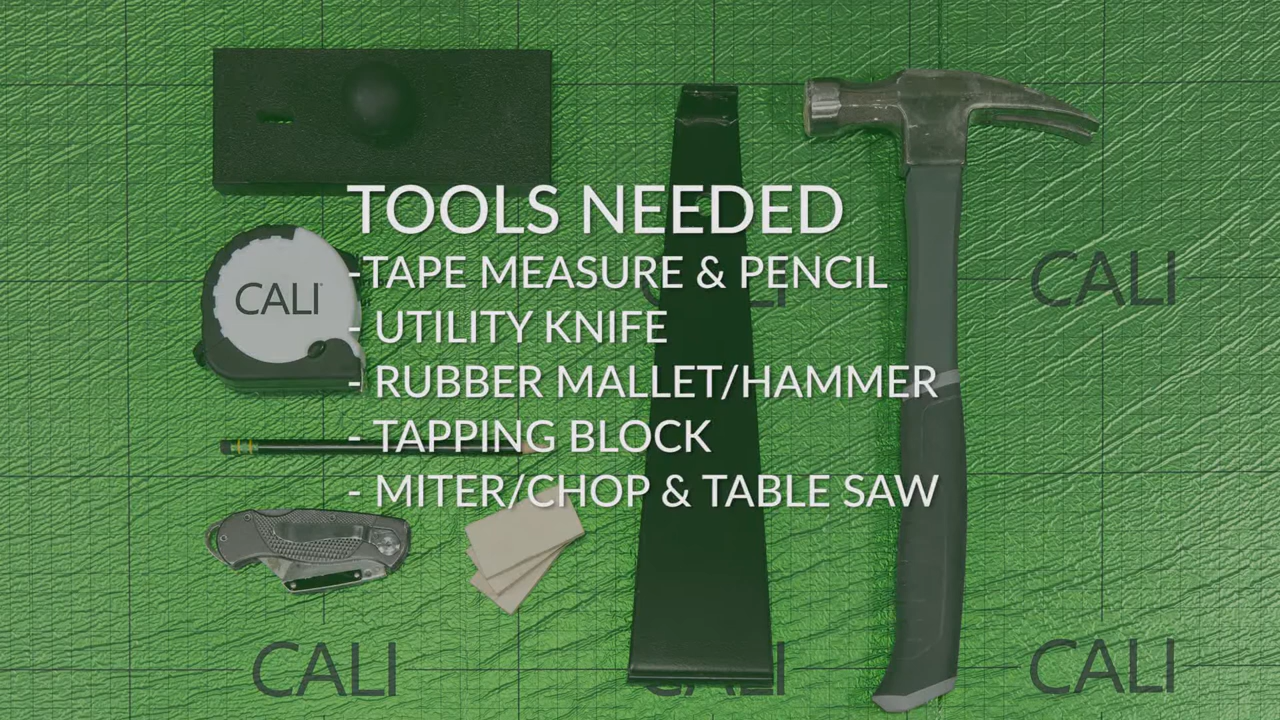 TOOLS NEEDED
-TAPE MEASURE & PENCIL
- UTILITY KNIFE
- RUBBER MALLET/HAMMER
- TAPPING BLOCK
- MITER/CHOP & TABLE SAW
CALI
CALI
CALI
CALI
CALI